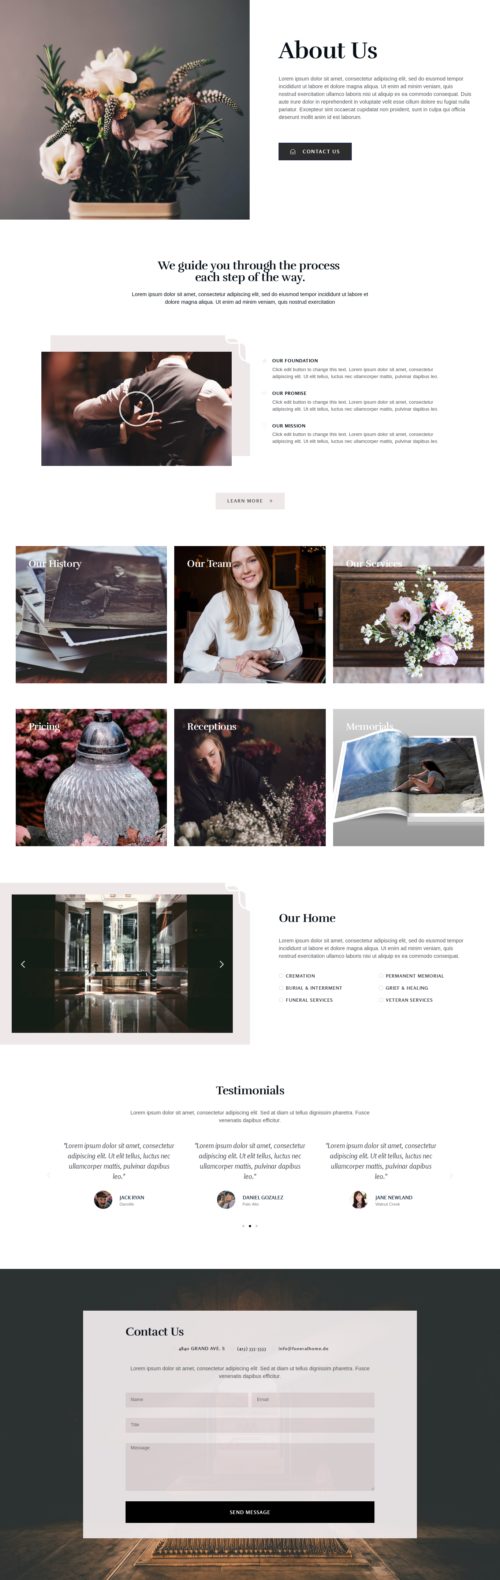 About Us
Lorem ipsum dolor sit amet, consectetur adipiscing elit, sed do eiusmod tempor
incididunt ut labore et dolore magna aliqua. Ut enim ad minim veniam, quis
nostrud exercitation ullamco laboris nisi ut aliquip ex ea commodo consequat. Duis
aute irure dolor in reprehenderit in voluptate velit esse cillum dolore eu fugiat nulla
pariatur. Excepteur sint occaecat cupidatat non proident, sunt in culpa qui officia
deserunt mollit anim id est laborum.
CONTACT US
We guide you through the process
each step of the way.
Lorem ipsum dolor sit amet, consectetur adipiscing elit, sed do eiusmod tempor incididunt ut labore et
dolore magna aliqua. Ut enim ad minim veniam, quis nostrud exercitation
OUR FOUNDATION
Click edit button to change this text. Lorem ipsum dolor sit amet, consectetur
adipiscing elit. Ut elit tellus, luctus nec ullamcorper mattis, pulvinar dapibus leo.
OUR PROMISE
Click edit button to change this text. Lorem ipsum dolor sit amet, consectetur
adipiscing elit. Ut elit tellus, luctus nec ullamcorper mattis, pulvinar dapibus leo.
OUR MISSION
Click edit button to change this text. Lorem ipsum dolor sit amet, consectetur
adipiscing elit. Ut elit tellus, luctus nec ullamcorper mattis, pulvinar dapibus leo.
LEARN MORE
Our History
Our Team
Our Services
Pricing
Receptions
Memorials
Our Home
Lorem ipsum dolor sit amet, consectetur adipiscing elit, sed do eiusmod tempor
incididunt ut labore et dolore magna aliqua. Ut enim ad minim veniam, quis
nostrud exercitation ullamco laboris nisi ut aliquip ex ea commodo consequat.
CREMATION
PERMANENT MEMORIAL
BURIAL & INTERRMENT
GRIEF & HEALING
FUNERAL SERVICES
VETERAN SERVICES
Testimonials
Lorem ipsum dolor sit amet, consectetur adipiscing elit. Sed at diam ut tellus dignissim pharetra. Fusce
venenatis dapibus efficitur.
"Lorem ipsum dolor sit amet, consectetur
adipiscing elit. Ut elit tellus, luctus nec
ullamcorper mattis, pulvinar dapibus
leo."
JACK RYAN
Danville
"Lorem ipsum dolor sit amet, consectetur
adipiscing elit. Ut elit tellus, luctus nec
ullamcorper mattis, pulvinar dapibus
leo."
DANIEL GOZALEZ
Palo Alto
"Lorem ipsum dolor sit amet, consectetur
adipiscing elit. Ut elit tellus, luctus nec
ullamcorper mattis, pulvinar dapibus
leo."
JANE NEWLAND
Walnut Creek
Contact Us
4840 GRAND AVE. S
(412) 333-3333
info@funeralhome.de
Lorem ipsum dolor sit amet, consectetur adipiscing elit. Sed at diam ut tellus dignissim pharetra. Fusce
venenatis dapibus efficitur.
Name
Email
Title
Message
SEND MESSAGE